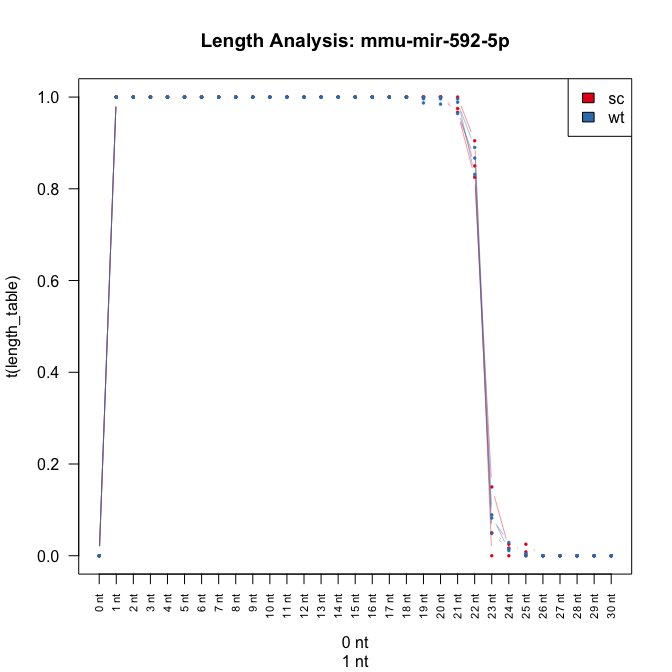 Length Analysis: mmu-mir-592-5p
sc
wt
1.0
0.8
0.6
0.4
0.2
0.0
t(length_table)
0 nt
1 nt
2 nt
3 nt
4 nt
5 nt
6 nt
7 nt
8 nt
9 nt
10 nt
11 nt
12 nt
13 nt
14 nt
15 nt
16 nt
17 nt
18 nt
19 nt
20 nt
21 nt
22 nt
23 nt
24 nt
25 nt
26 nt
27 nt
28 nt
29 nt
30 nt
0 nt
1 nt